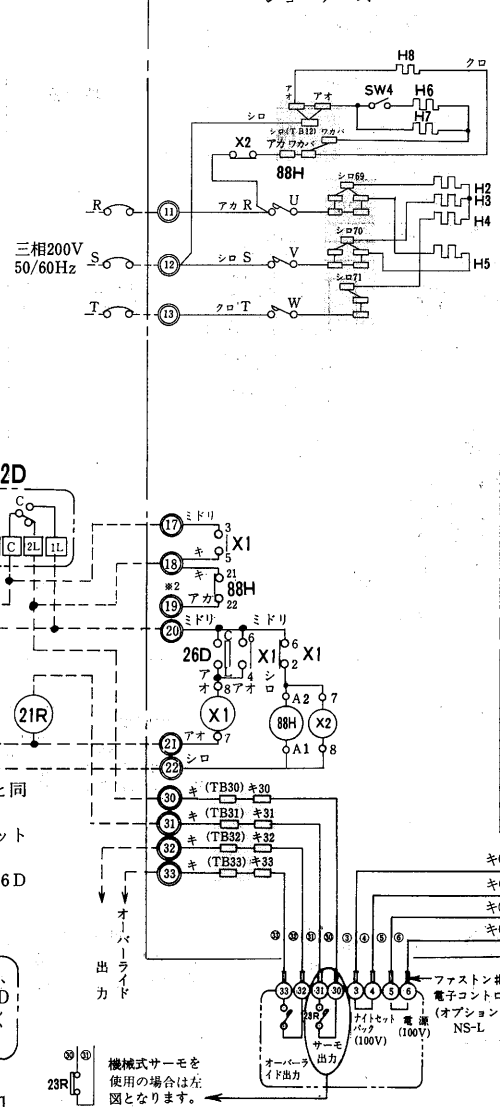 H8
クロ
アオ
アオ
SW4
H6
H7
シロ
シロ(TB12)
ワカバ
X2
アカ
ワカバ
88H
シロ69
H2
H3
H4
R
11
アカ R
U
シロ70
三相200V
50/60Hz
S
12
シロ S
V
H5
シロ71
T
13
クロ T
W
2D
C
C
2L
1L
17
ミドリ
3
5
X1
18
キ
キ
21
22
88H
※2
19
アカ
20
ミドリ
ミドリ
26D
C
L
6
4
X1
6
2
X1
アオ
8
アオ
シロ
21R
X1
7
A2
88H
A1
7
X2
8
21
アオ
22
シロ
と同
30
キ
(TB30)
キ30
31
キ
(TB31)
キ31
ット
32
キ
(TB32)
キ32
33
キ
(TB33)
キ33
6D
オーバーライド
出力
キ
キ
キ
キ
33
32
31
30
3
4
5
6
33
32
31
30
3
4
5
6
ファストン
電子コントロ
(オプション
NS-L
23R
サーモ
出力
ナイトセット
バック
(100V)
電源
(100V)
オーバーラ
イド出力
D
30
31
23R
機械式サーモを
使用の場合は左
図となります。